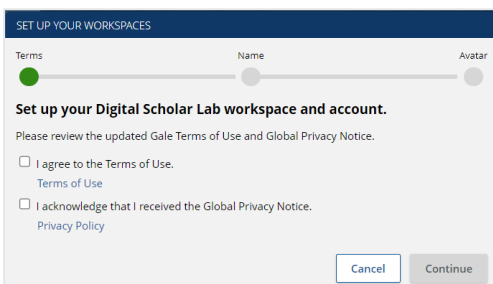 SET UP YOUR WORKSPACES
Terms Name Avatar
Set up your Digital Scholar Lab workspace and account.
Please review the updated Gale Terms of Use and Global Privacy Notice.
I agree to the Terms of Use.
Terms of Use
I acknowledge that I received the Global Privacy Notice.
Privacy Policy
Cancel Continue